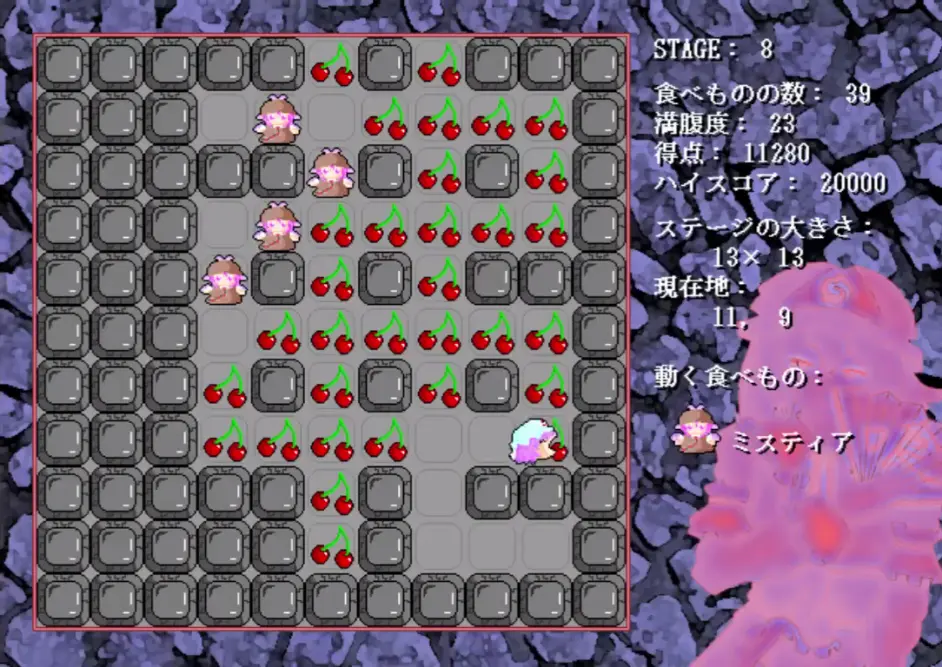 STAGE： 8
食べものの数： 39
満腹度： 23
得点： 11280
ハイスコア： 20000
ステージの大きさ：
13× 13
現在地：
11， 9
動く食べもの：
ミスティア